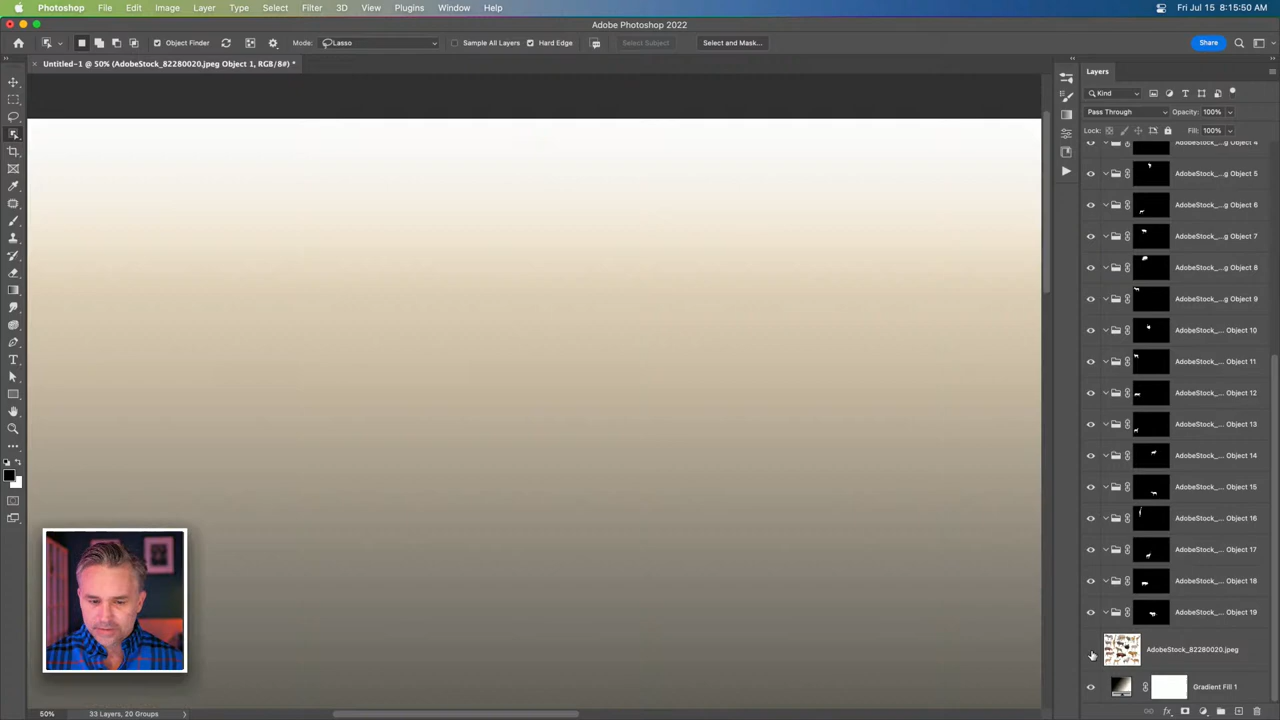 Photoshop File Edit Image Layer Type Select Filter 3D View Plugins Window Help Fri Jul 15 8:15:50 AM
Adobe Photoshop 2022
Object Finder Mode: Lasso Sample All Layers Hard Edge Select Subject Select and Mask... Share
Untitled-1 @ 50% (AdobeStock_82280020.jpeg Object 1, RGB/8#) *
Layers
Kind
Pass Through Opacity: 100%
Lock: Fill: 100%
AdobeStock_...g Object 4
AdobeStock_...g Object 5
AdobeStock_...g Object 6
AdobeStock_...g Object 7
AdobeStock_...g Object 8
AdobeStock_...g Object 9
AdobeStock_... Object 10
AdobeStock_... Object 11
AdobeStock_... Object 12
AdobeStock_... Object 13
AdobeStock_... Object 14
AdobeStock_... Object 15
AdobeStock_... Object 16
AdobeStock_... Object 17
AdobeStock_... Object 18
AdobeStock_... Object 19
AdobeStock_82280020.jpeg
Gradient Fill 1
50% 33 Layers, 20 Groups